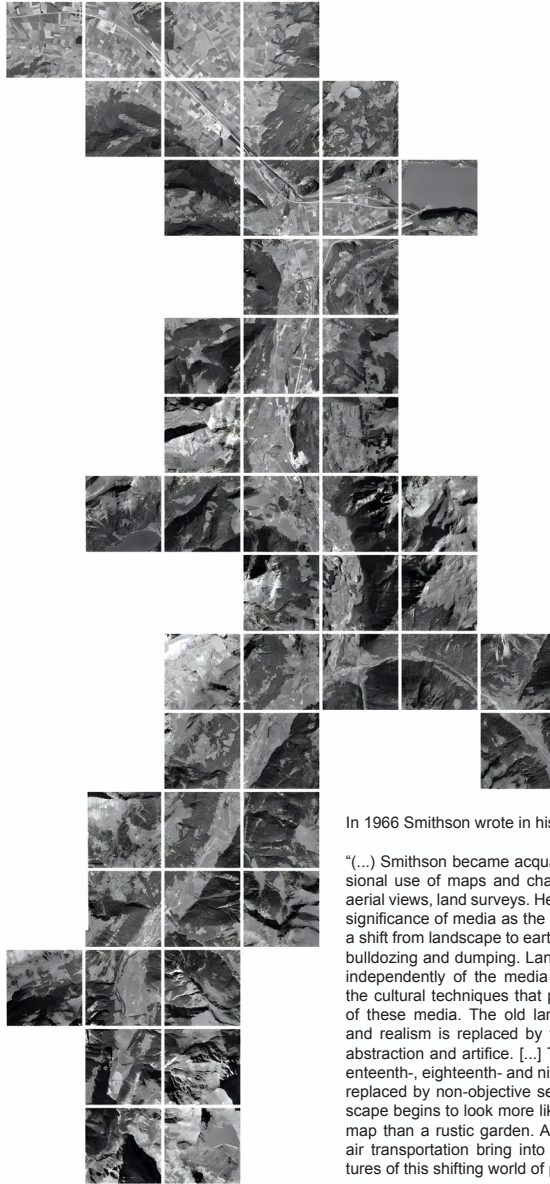 In 1966 Smithson wrote in his
“(...) Smithson became acqua
sional use of maps and cha
aerial views, land surveys. He
significance of media as the
a shift from landscape to eart
bulldozing and dumping. Lan
independently of the media
the cultural techniques that p
of these media. The old lan
and realism is replaced by
abstraction and artifice. [...] T
enteenth-, eighteenth- and ni
replaced by non-objective se
scape begins to look more lik
map than a rustic garden. A
air transportation bring into
tures of this shifting world of p